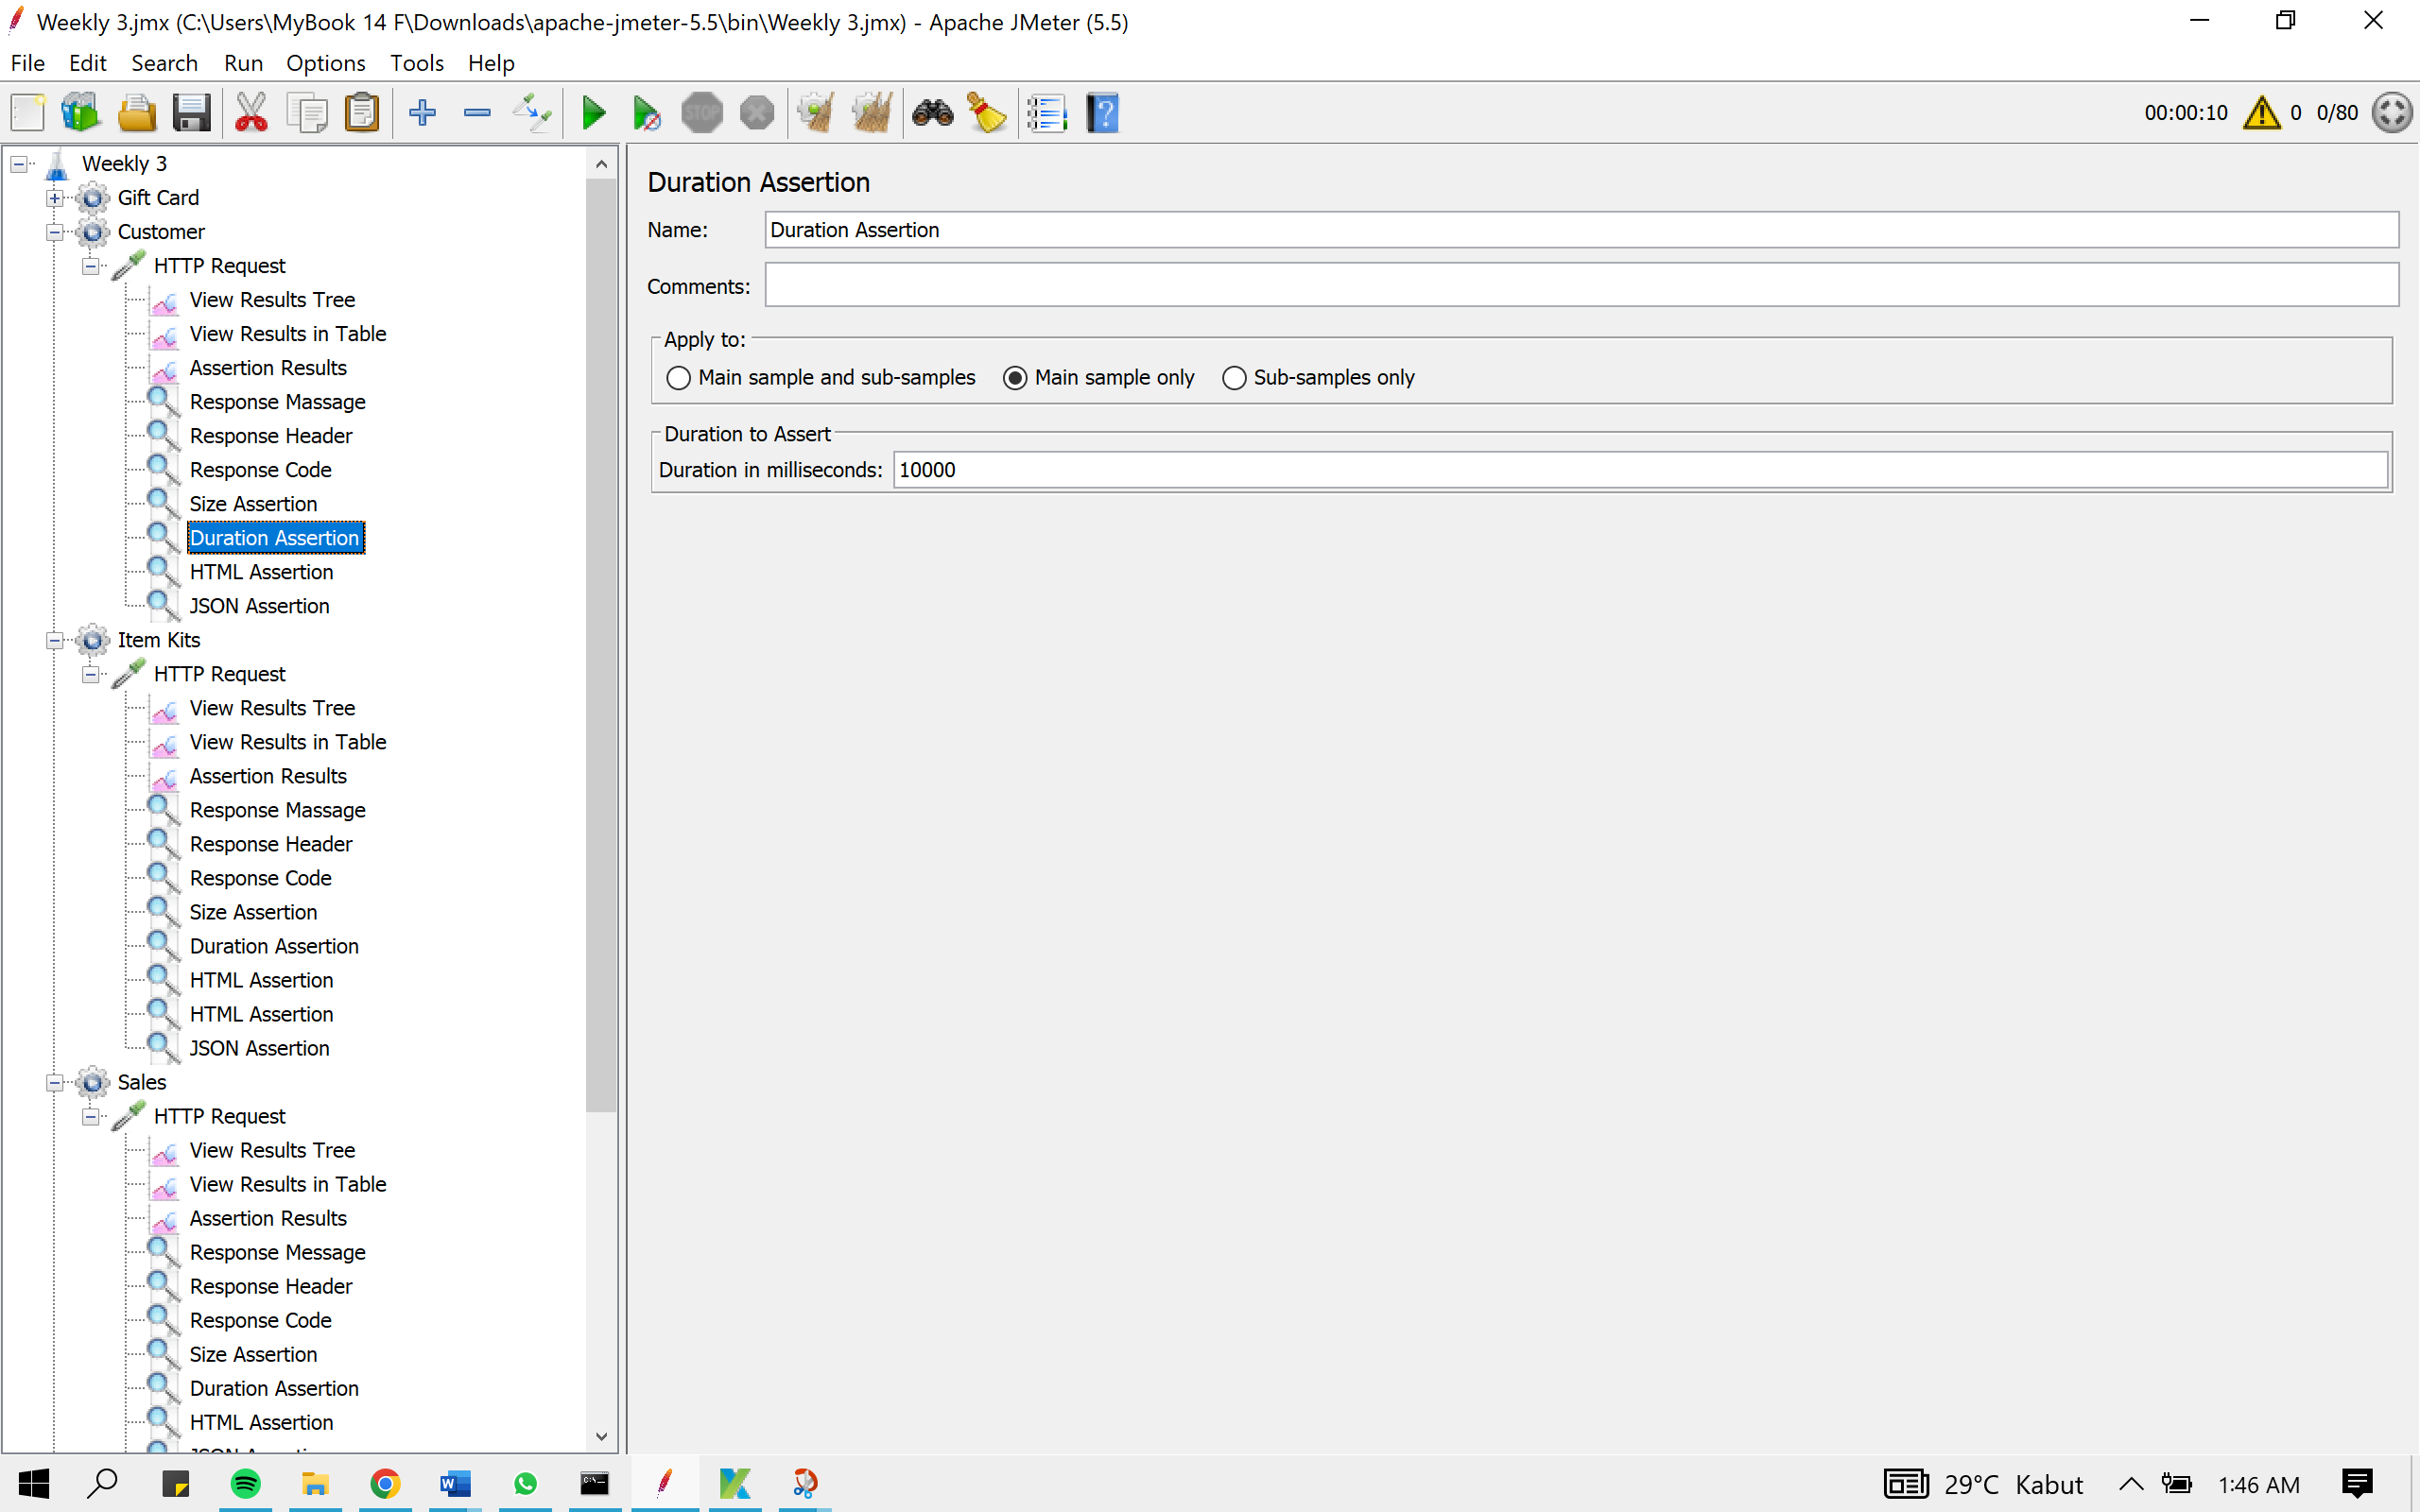 Weekly 3.jmx (C:\Users\MyBook 14 F\Downloads\apache-jmeter-5.5\bin\Weekly 3.jmx) - Apache JMeter (5.5)
File Edit Search Run Options Tools Help
STOP 00:00:10 0 0/80
Weekly 3
Gift Card
Customer
HTTP Request
View Results Tree
View Results in Table
Assertion Results
Response Massage
Response Header
Response Code
Size Assertion
Duration Assertion
HTML Assertion
JSON Assertion
Item Kits
HTTP Request
View Results Tree
View Results in Table
Assertion Results
Response Massage
Response Header
Response Code
Size Assertion
Duration Assertion
HTML Assertion
HTML Assertion
JSON Assertion
Sales
HTTP Request
View Results Tree
View Results in Table
Assertion Results
Response Message
Response Header
Response Code
Size Assertion
Duration Assertion
HTML Assertion
Duration Assertion
Name: Duration Assertion
Comments:
Apply to:
Main sample and sub-samples Main sample only Sub-samples only
Duration to Assert
Duration in milliseconds: 10000
29°C Kabut 1:46 AM